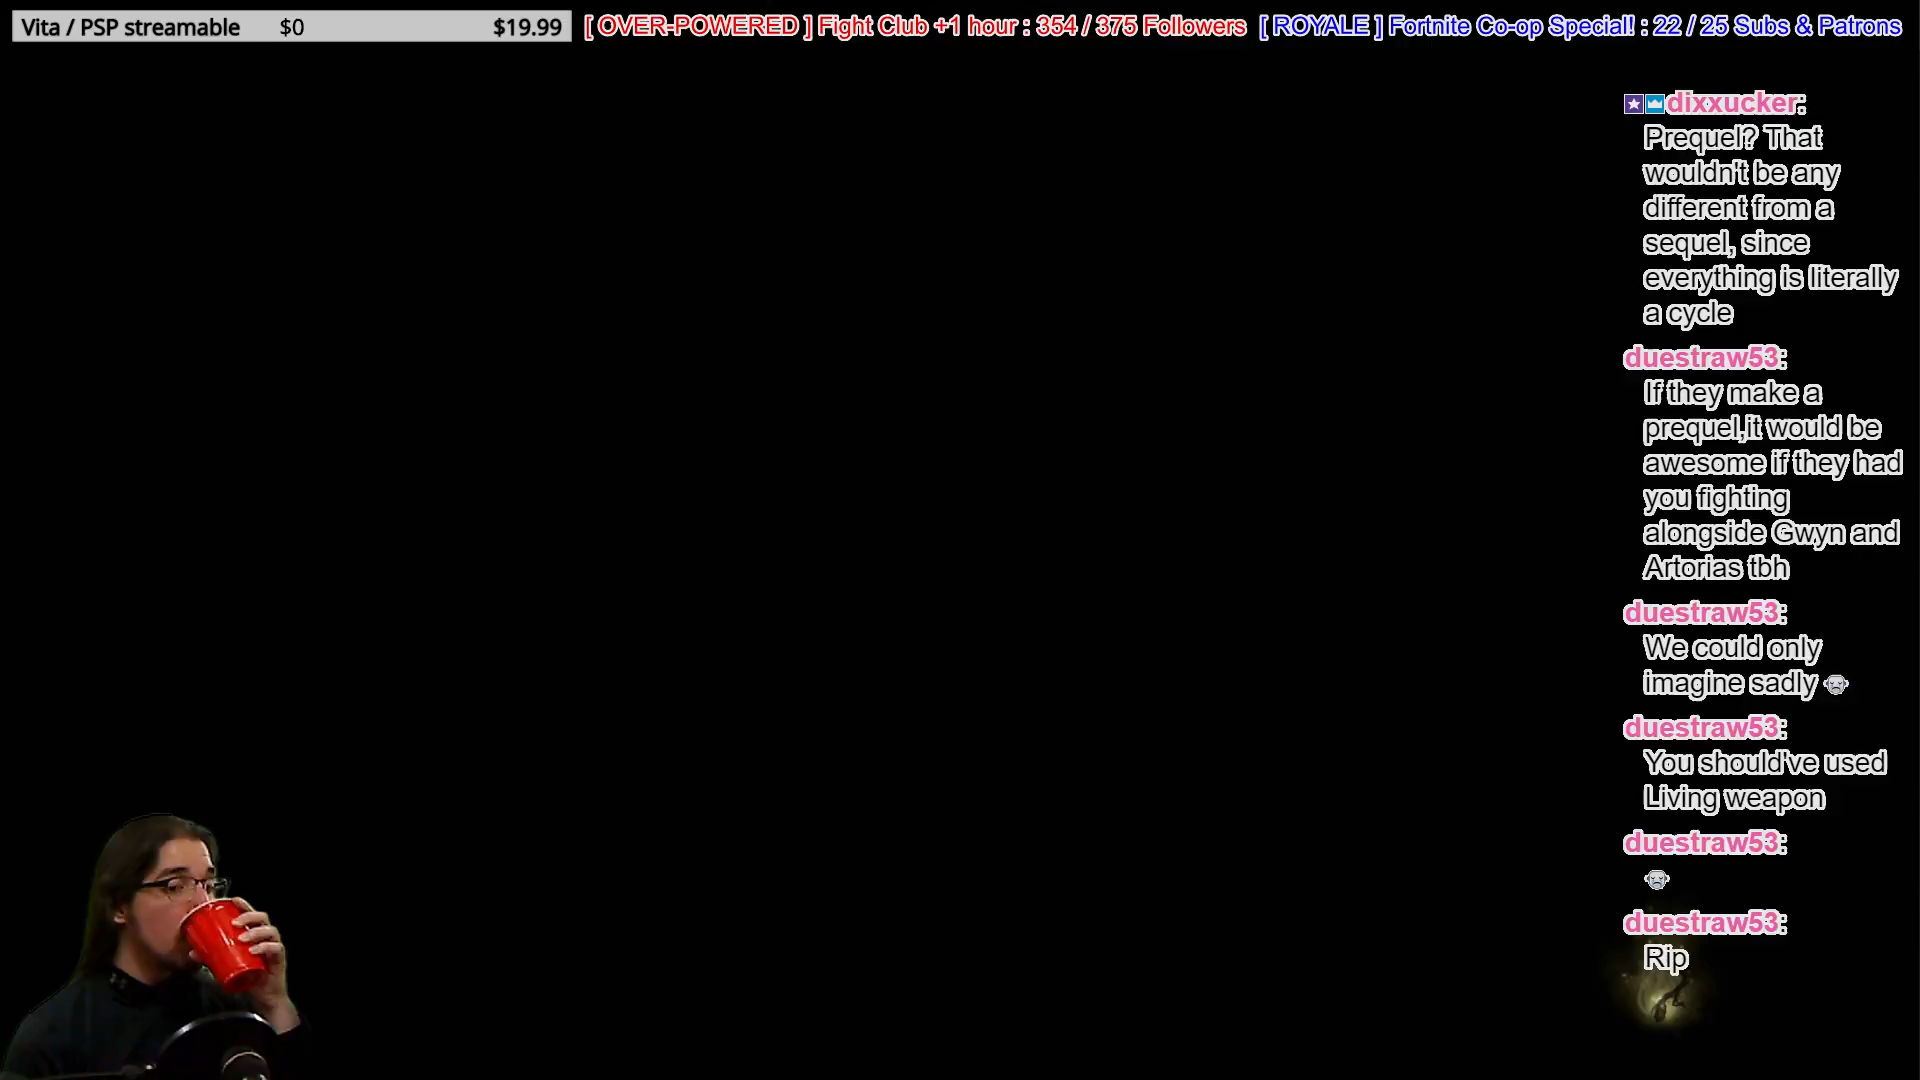 Vita / PSP streamable $0 $19.99
[ OVER-POWERED ] Fight Club +1 hour : 354 / 375 Followers [ ROYALE ] Fortnite Co-op Special! : 22 / 25 Subs & Patrons
dixxucker:
Prequel? That
wouldn't be any
different from a
sequel, since
everything is literally
a cycle
duestraw53:
If they make a
prequel,it would be
awesome if they had
you fighting
alongside Gwyn and
Artorias tbh
duestraw53:
We could only
imagine sadly
duestraw53:
You should've used
Living weapon
duestraw53:
duestraw53:
Rip